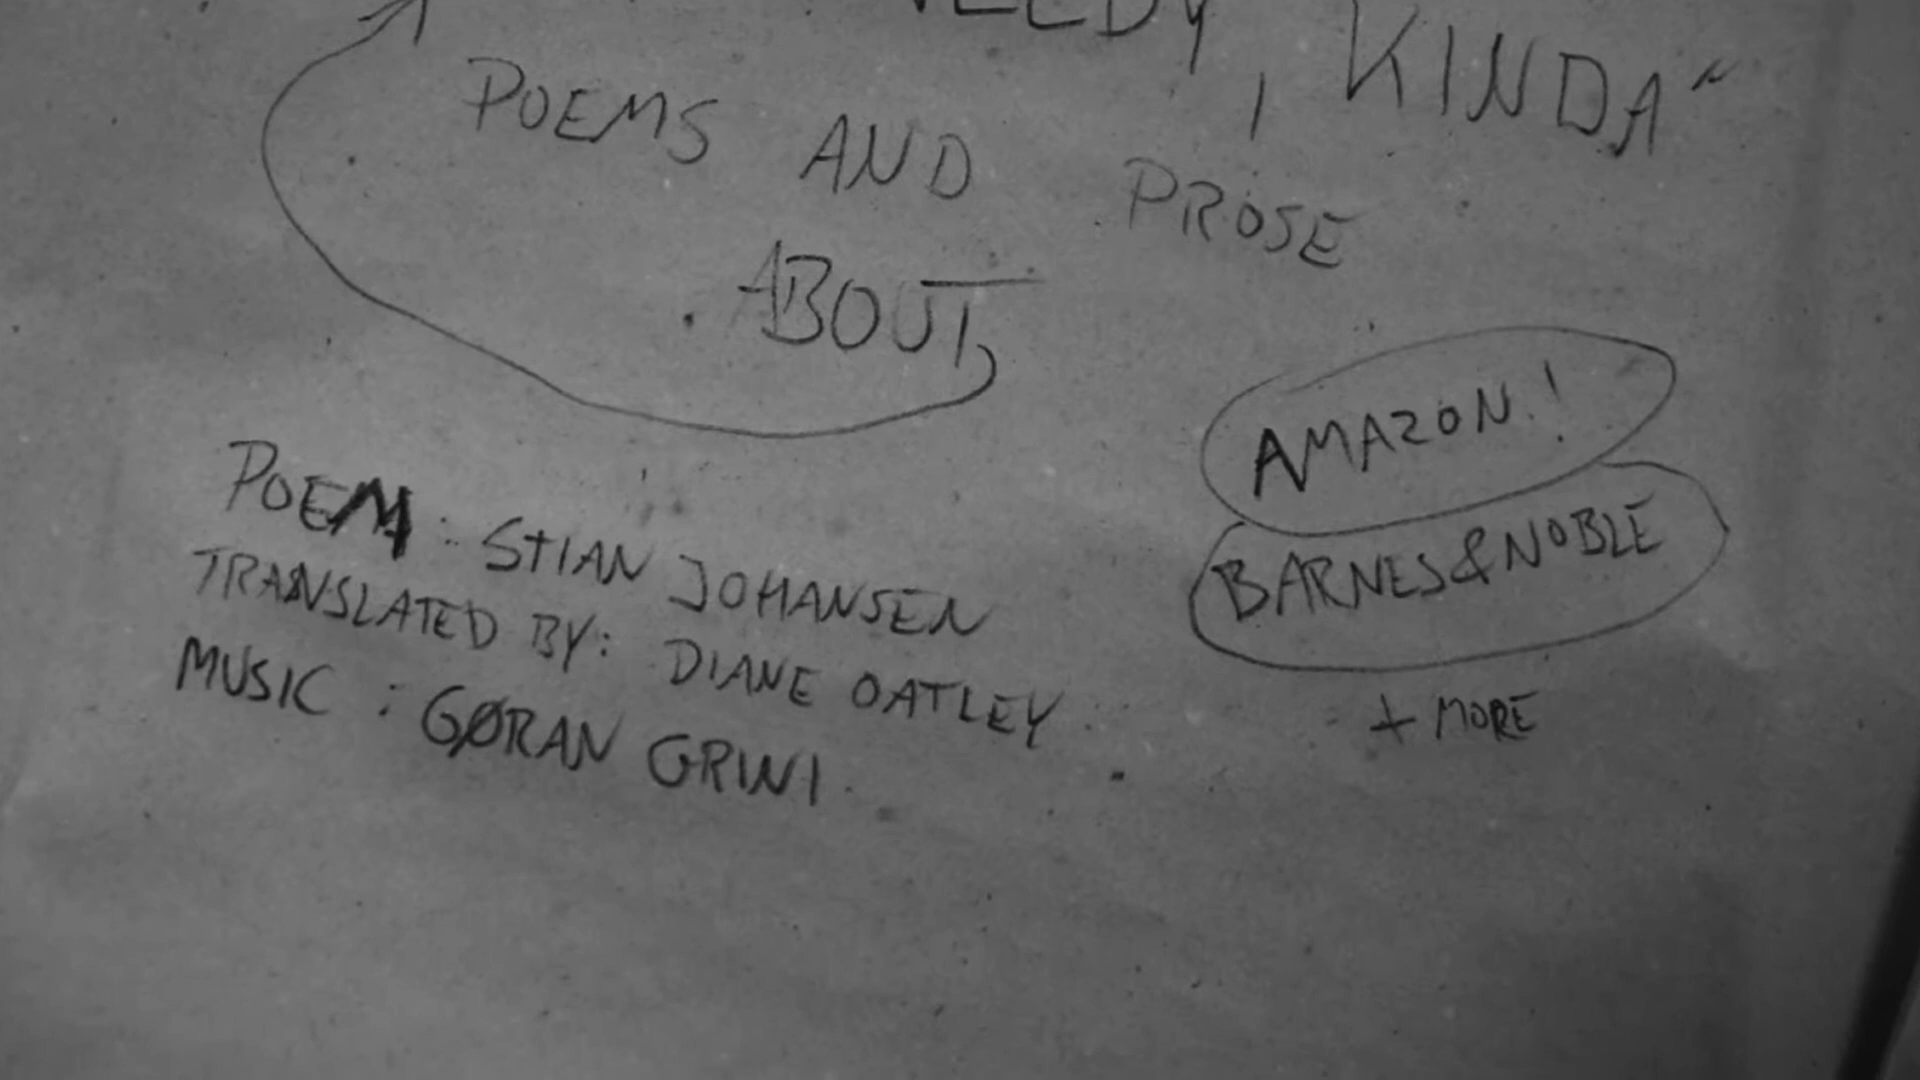 , KINDA"
POEMS AND PROSE
ABOUT
AMAZON!
BARNES&NOBLE
+ MORE
POEM: STIAN JOHANSEN
TRANSLATED BY: DIANE OATLEY
MUSIC: GØRAN GRINI